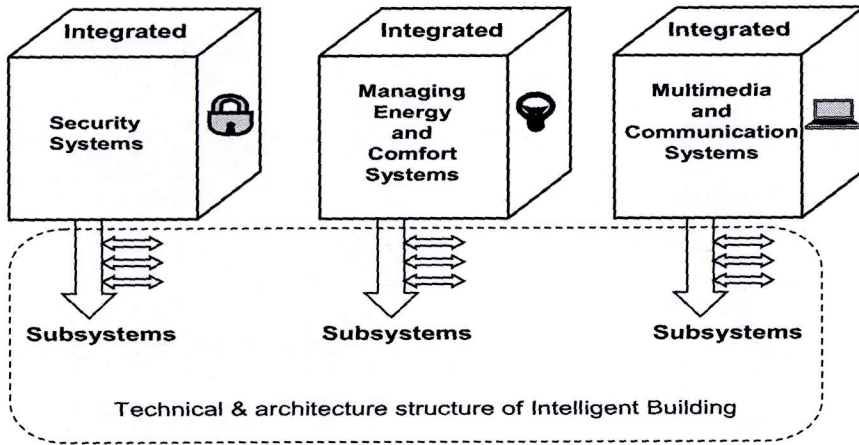 Integrated
Security
Systems
Integrated
Managing
Energy
and
Comfort
Systems
Integrated
Multimedia
and
Communication
Systems
Subsystems
Subsystems
Subsystems
Technical & architecture structure of Intelligent Building